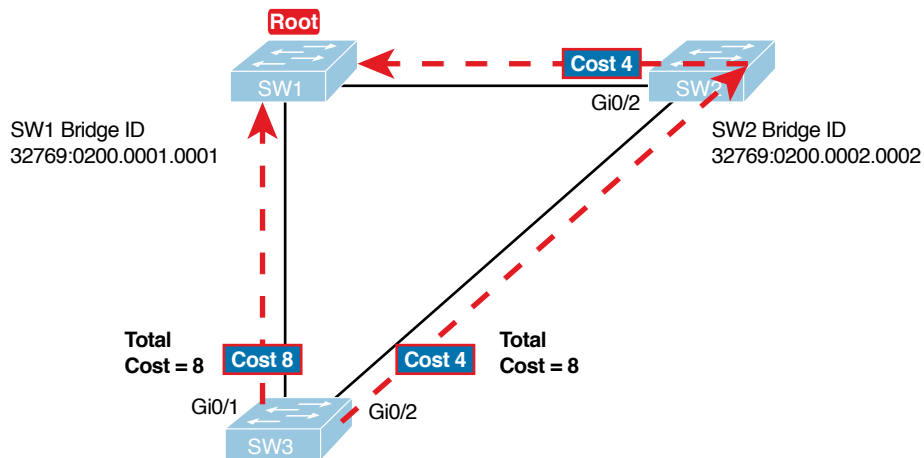 Root
SW1
Cost 4
SW2
Gi0/2
SW1 Bridge ID
32769:0200.0001.0001
SW2 Bridge ID
32769:0200.0002.0002
Total
Cost = 8
Cost 8
Cost 4
Total
Cost = 8
Gi0/1
Gi0/2
SW3